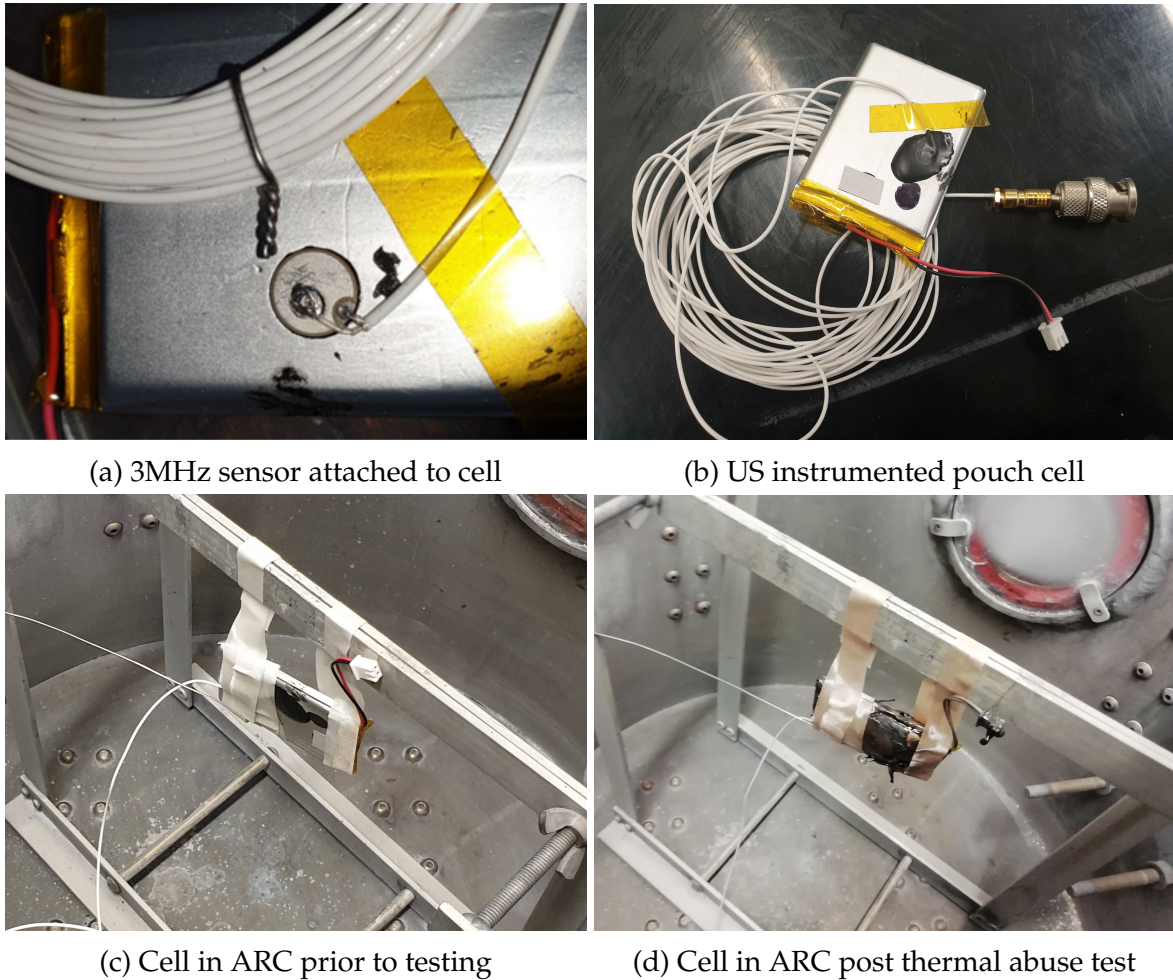 (a) 3MHz sensor attached to cell
(b) US instrumented pouch cell
(c) Cell in ARC prior to testing
(d) Cell in ARC post thermal abuse test